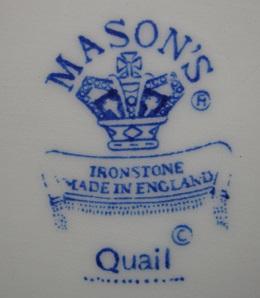 MASON'S ®
IRONSTONE
MADE IN ENGLAND
©
Quail